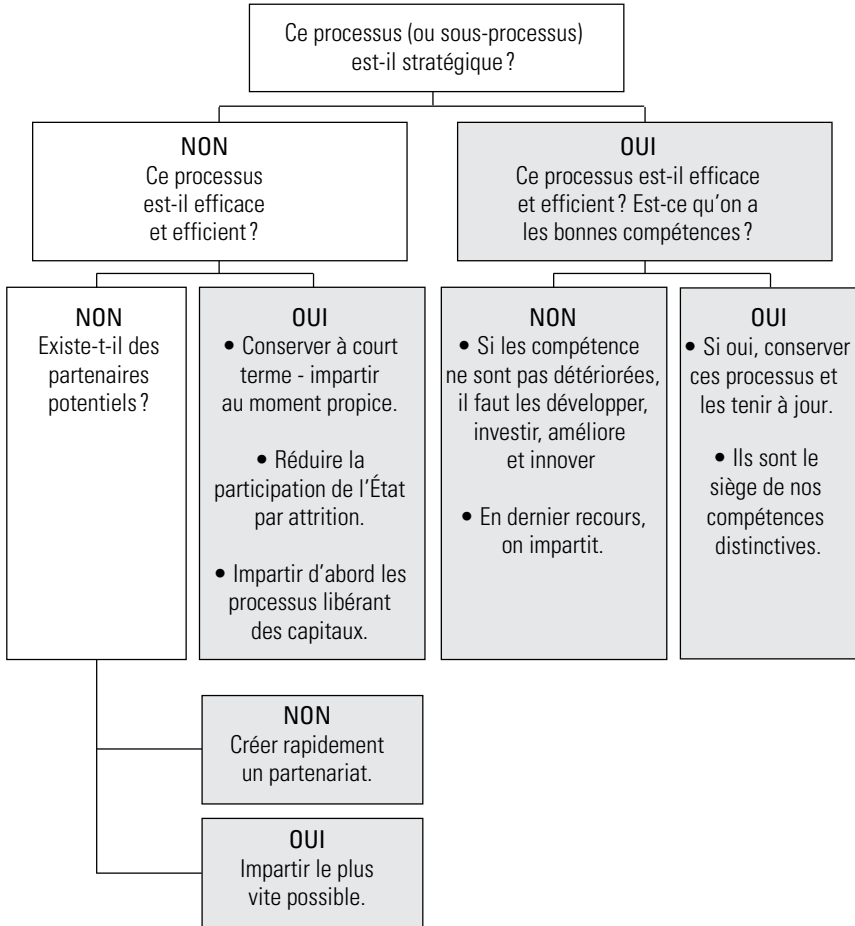 Ce processus (ou sous-processus)
est-il stratégique ?
NON
Ce processus
est-il efficace
et efficient ?
OUI
Ce processus est-il efficace
et efficient ? Est-ce qu'on a
les bonnes compétences ?
NON
Existe-t-il des
partenaires
potentiels ?
OUI
• Conserver à court
terme - impartir
au moment propice.
• Réduire la
participation de l'État
par attrition.
• Impartir d'abord les
processus libérant
des capitaux.
NON
• Si les compétence
ne sont pas détériorées,
il faut les développer,
investir, améliore
et innover
• En dernier recours,
on impartit.
OUI
• Si oui, conserver
ces processus et
les tenir à jour.
• Ils sont le
siège de nos
compétences
distinctives.
NON
Créer rapidement
un partenariat.
OUI
Impartir le plus
vite possible.